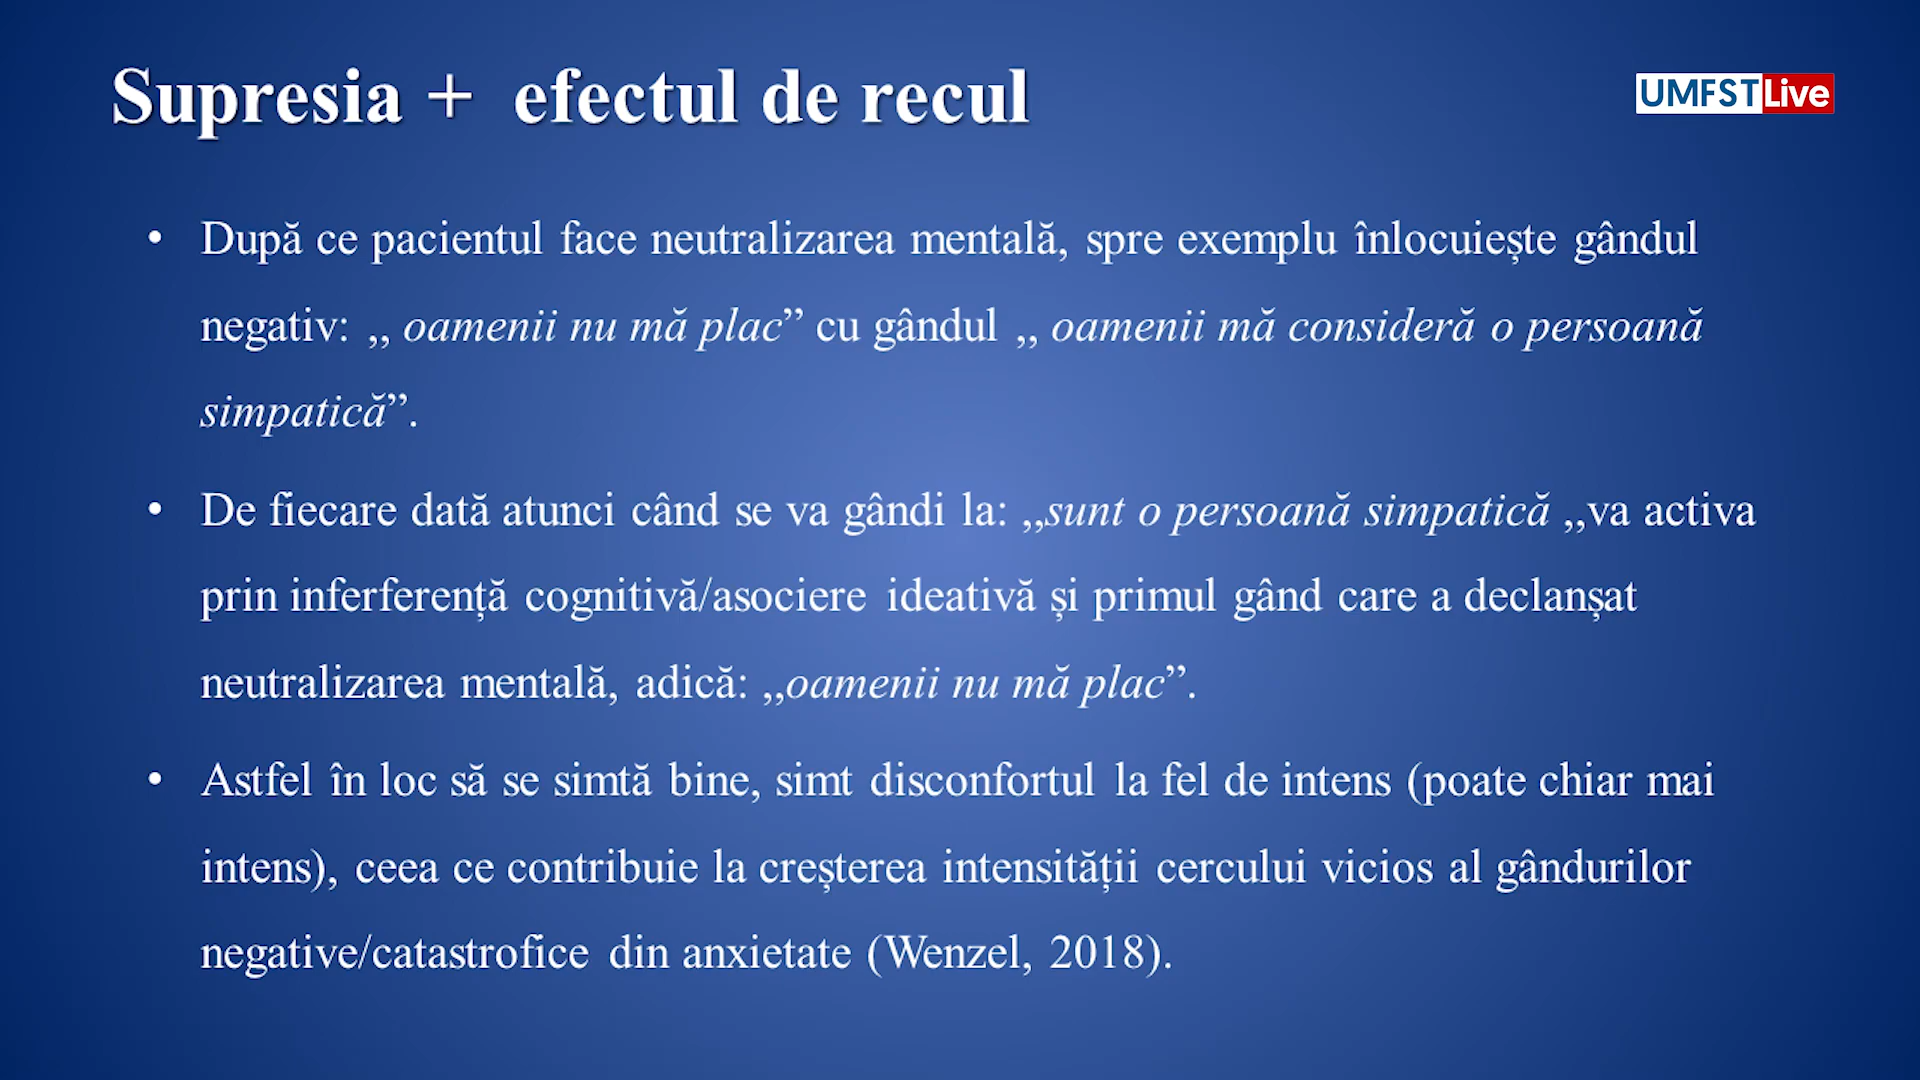 Supresia + efectul de recul
UMFSTLive
• După ce pacientul face neutralizarea mentală, spre exemplu înlocuiește gândul
negativ: ,, oamenii nu mă plac” cu gândul ,, oamenii mă consideră o persoană
simpatică”.
• De fiecare dată atunci când se va gândi la: ,,sunt o persoană simpatică ,,va activa
prin inferferență cognitivă/asociere ideativă și primul gând care a declanșat
neutralizarea mentală, adică: ,,oamenii nu mă plac”.
• Astfel în loc să se simtă bine, simt disconfortul la fel de intens (poate chiar mai
intens), ceea ce contribuie la creșterea intensității cercului vicios al gândurilor
negative/catastrofice din anxietate (Wenzel, 2018).